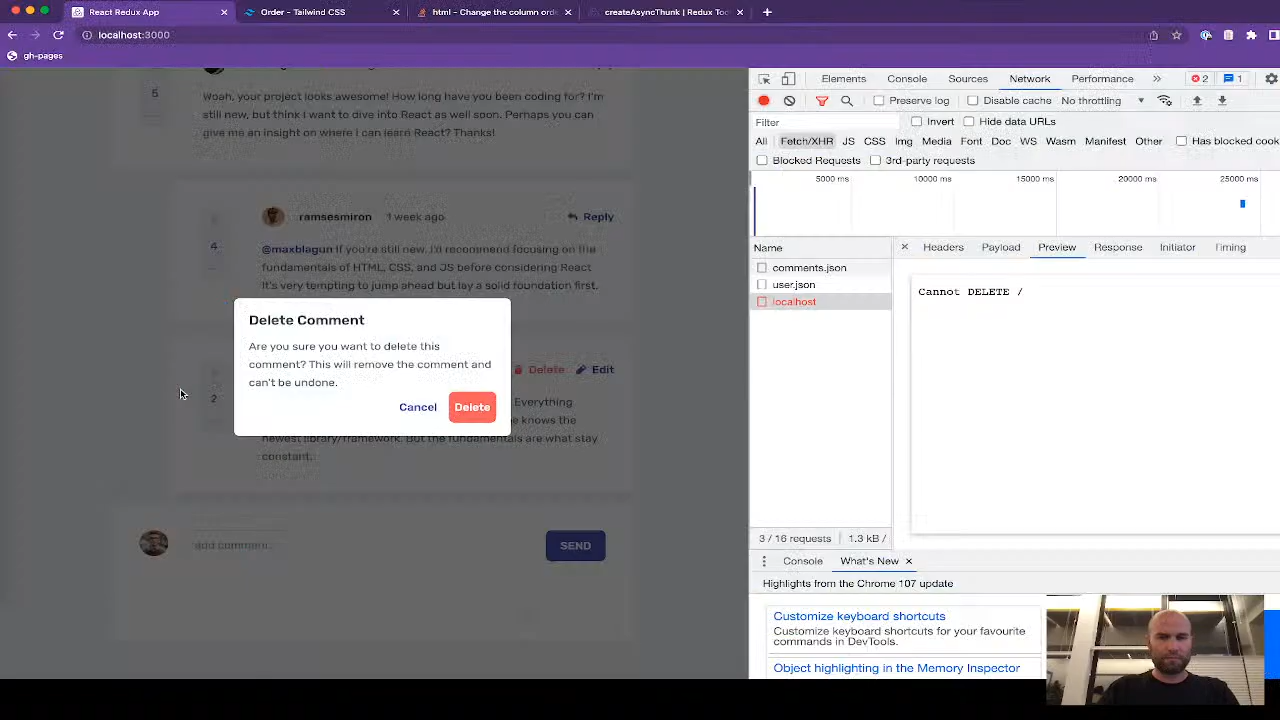 React Redux App
Order - Tailwind CSS
html - Change the column orde
createAsyncThunk | Redux Too
localhost:3000
gh-pages
5
Woah, your project looks awesome! How long have you been coding for? I'm
still new, but think I want to dive into React as well soon. Perhaps you can
give me an insight on where I can learn React? Thanks!
ramsesmiron
1 week ago
Reply
4
@maxblagun If you're still new, I'd recommend focusing on the
fundamentals of HTML, CSS, and JS before considering React
It's very tempting to jump ahead but lay a solid foundation first.
Delete Comment
Are you sure you want to delete this
comment? This will remove the comment and
can't be undone.
Cancel
Delete
Delete
Edit
2
Everything
e knows the
newest library/framework. But the fundamentals are what stay
constant.
add comment..
SEND
Elements
Console
Sources
Network
Performance
2
1
Preserve log
Disable cache
No throttling
Filter
Invert
Hide data URLs
All
Fetch/XHR
JS
CSS
Img
Media
Font
Doc
WS
Wasm
Manifest
Other
Has blocked cook
Blocked Requests
3rd-party requests
5000 ms
10000 ms
15000 ms
20000 ms
25000 ms
Name
Headers
Payload
Preview
Response
Initiator
Timing
comments.json
user.json
localhost
Cannot DELETE /
3 / 16 requests
1.3 kB /
Console
What's New
Highlights from the Chrome 107 update
Customize keyboard shortcuts
Customize keyboard shortcuts for your favourite
commands in DevTools.
Object highlighting in the Memory Inspector